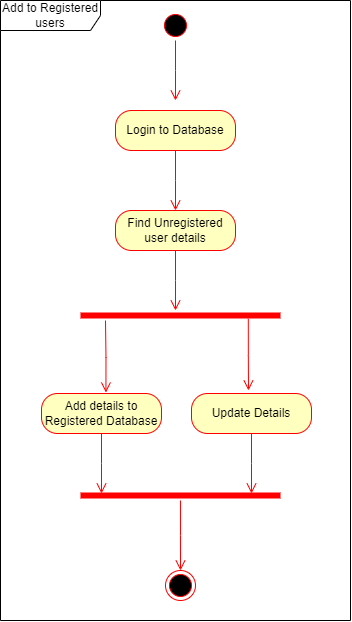 Add to Registered
users
Login to Database
Find Unregistered
user details
Add details to
Registered Database
Update Details